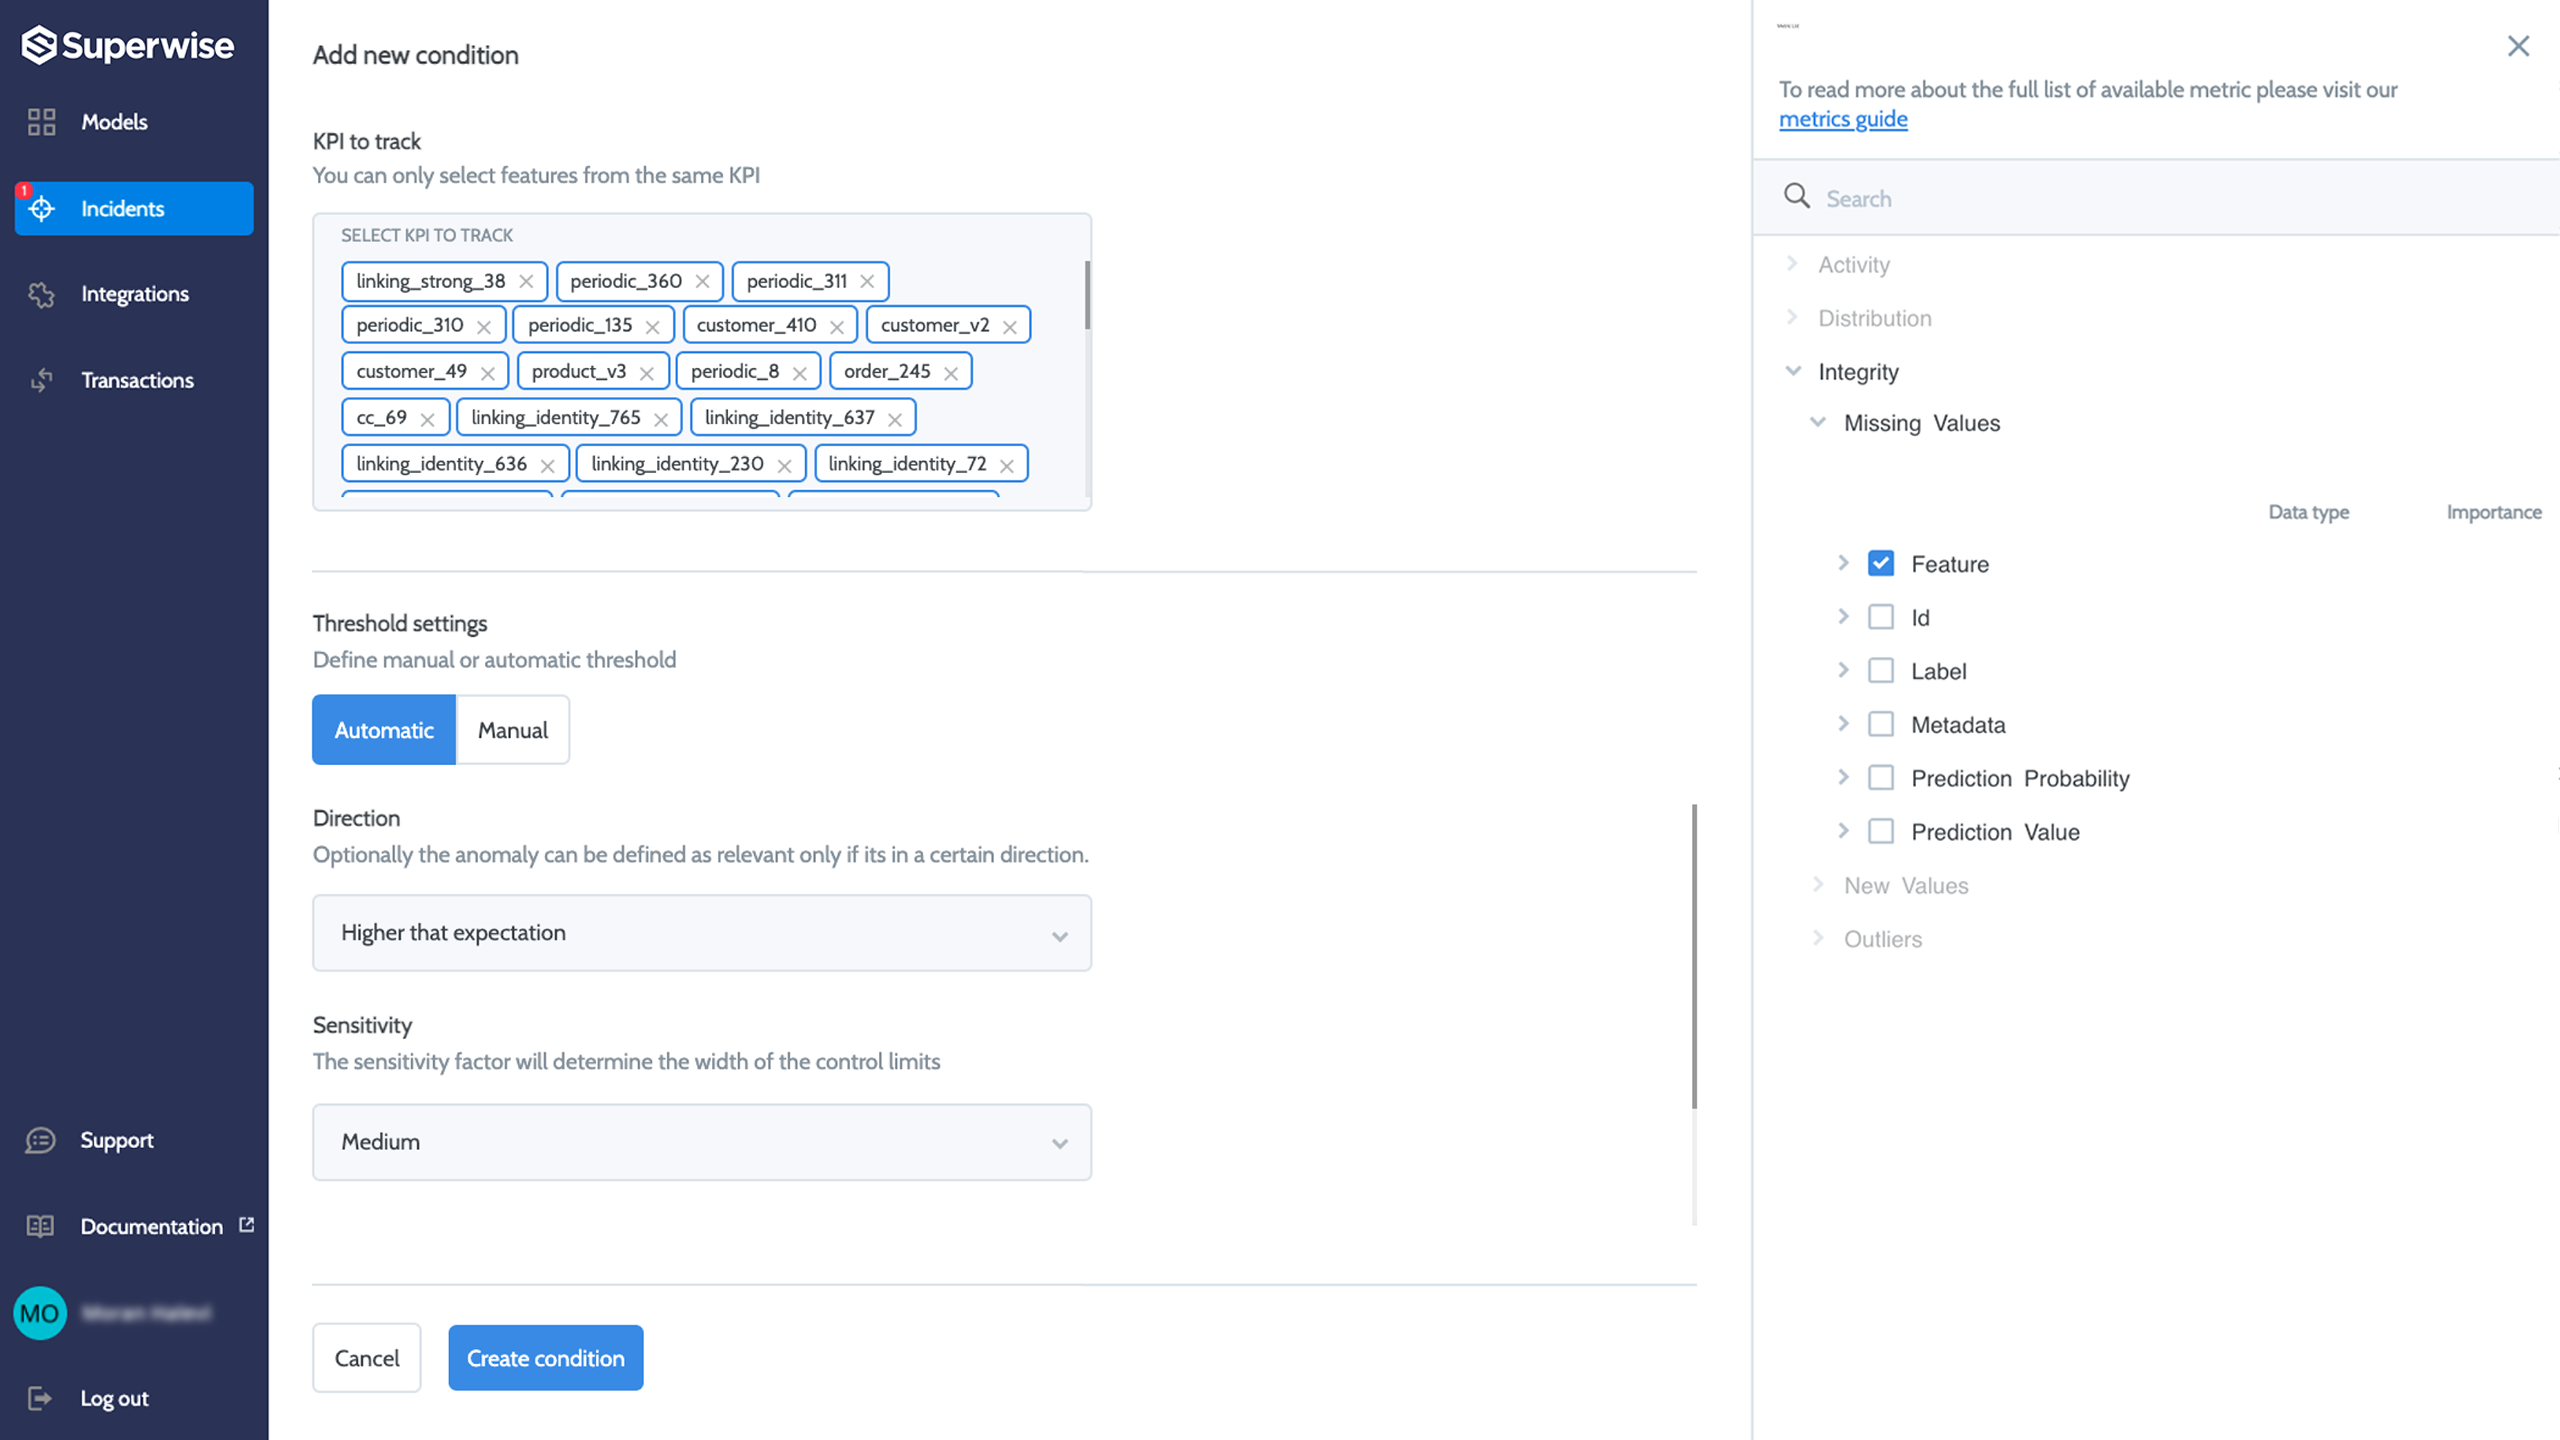 Superwise
Models
1
Incidents
Integrations
Transactions
Support
Documentation
MO
Log out
Add new condition
KPI to track
You can only select features from the same KPI
SELECT KPI TO TRACK
linking_strong_38 periodic_360 periodic_311
periodic_310 periodic_135 customer_410 customer_v2
customer_49 product_v3 periodic_8 order_245
cc_69 linking_identity_765 linking_identity_637
linking_identity_636 linking_identity_230 linking_identity_72
Threshold settings
Define manual or automatic threshold
Automatic Manual
Direction
Optionally the anomaly can be defined as relevant only if its in a certain direction.
Higher that expectation
Sensitivity
The sensitivity factor will determine the width of the control limits
Medium
Cancel Create condition
To read more about the full list of available metric please visit our
metrics guide
Search
Activity
Distribution
Integrity
Missing Values
Data type Importance
Feature
Id
Label
Metadata
Prediction Probability
Prediction Value
New Values
Outliers